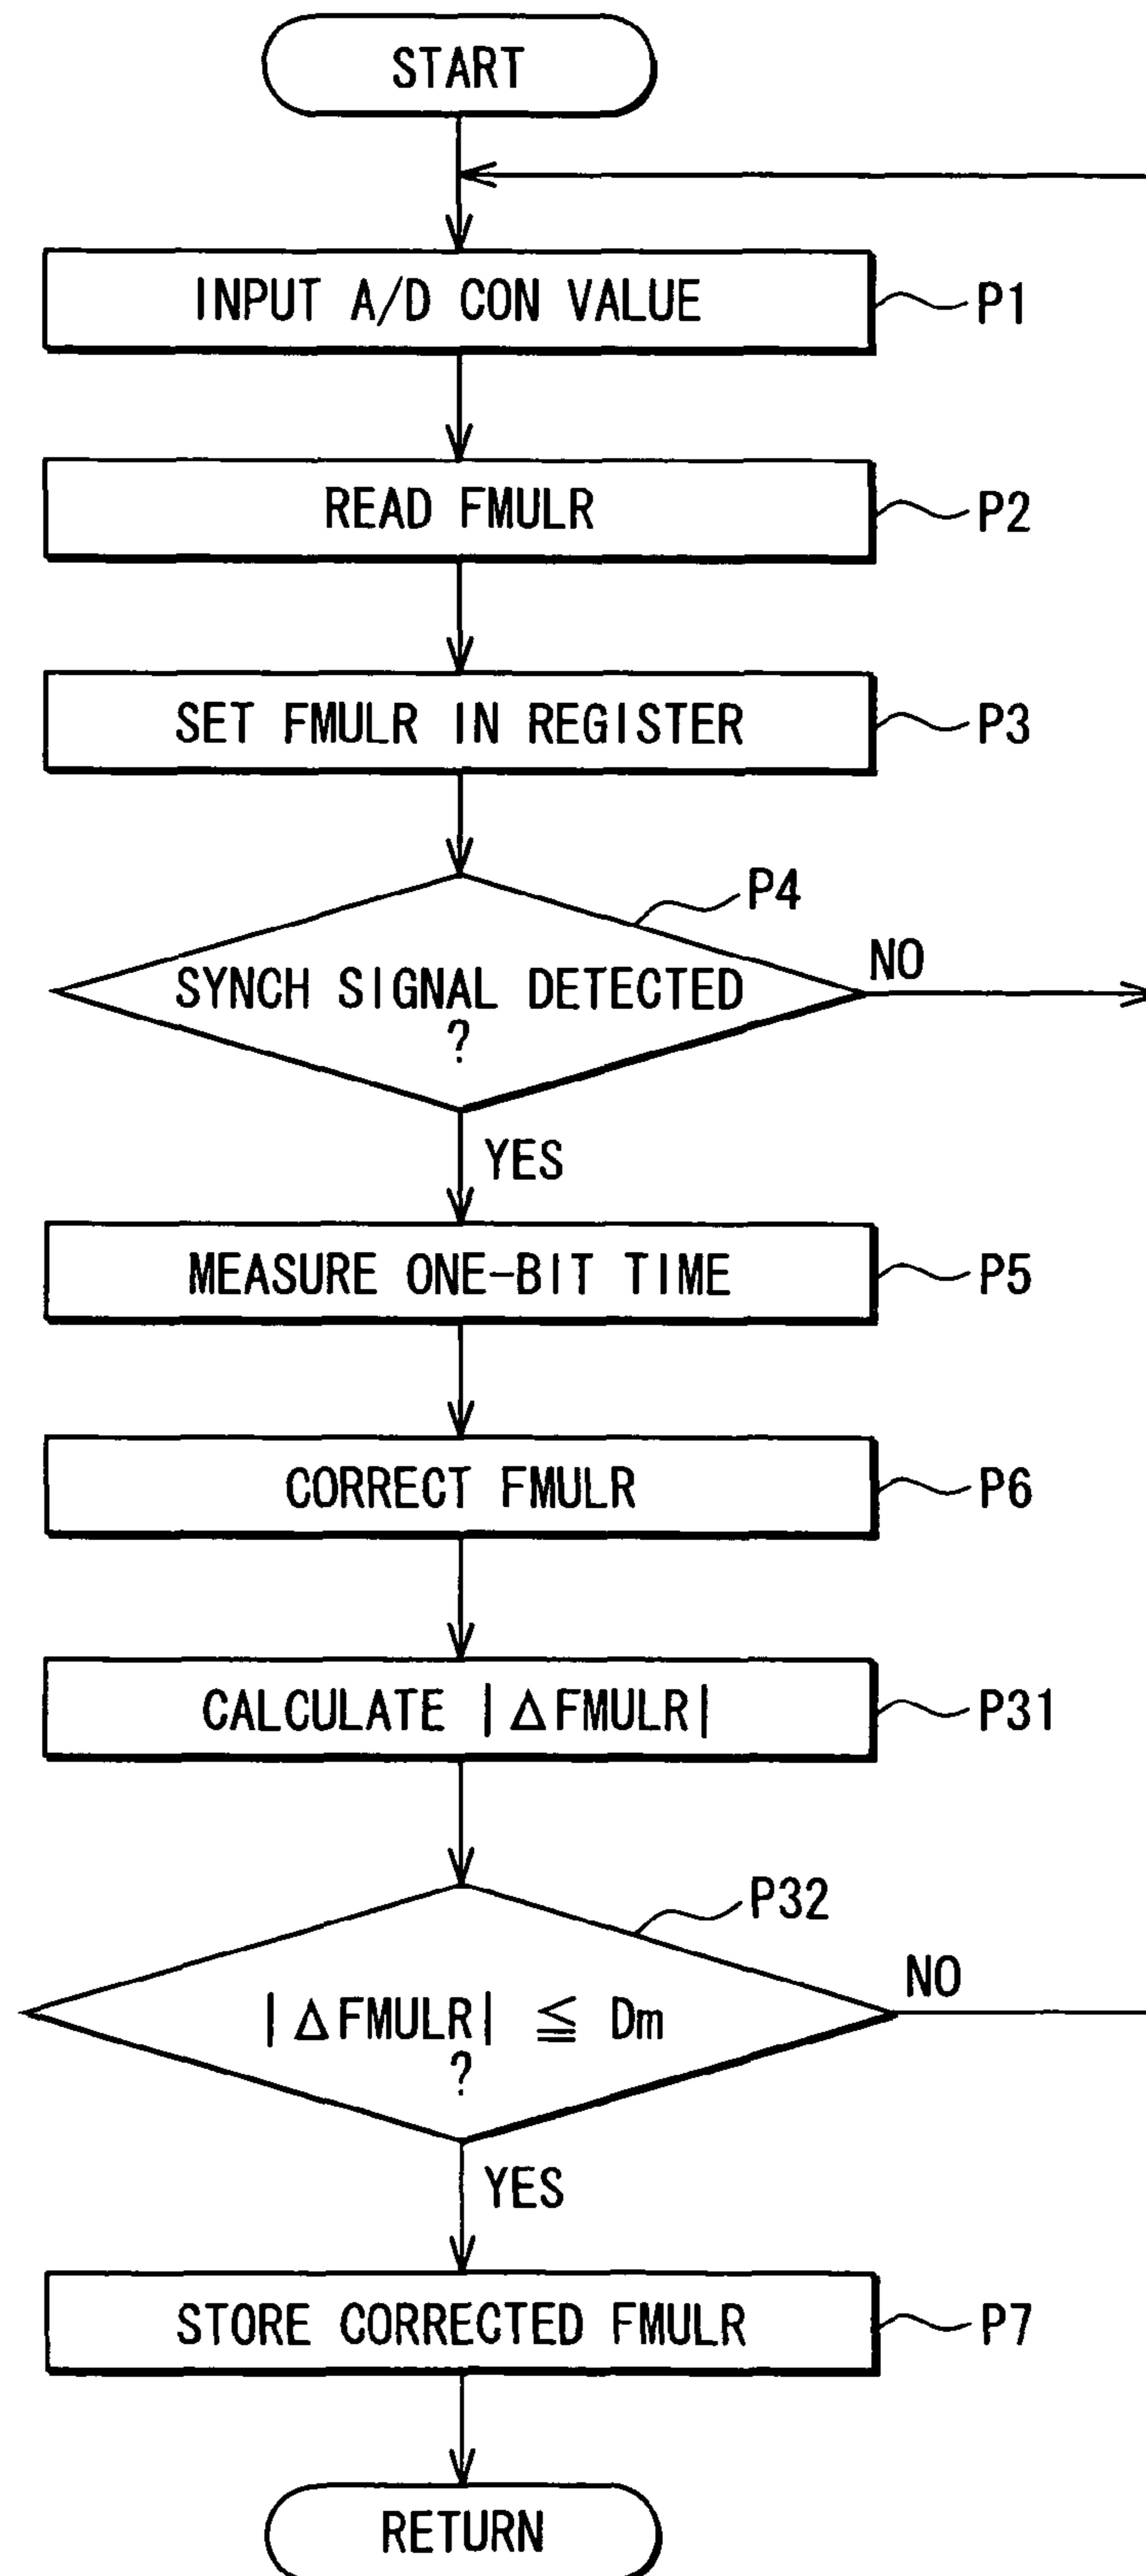 START
INPUT A/D CON VALUE
P1
READ FMULR
P2
SET FMULR IN REGISTER
P3
P4
SYNCH SIGNAL DETECTED
?
NO
YES
MEASURE ONE-BIT TIME
P5
CORRECT FMULR
P6
CALCULATE |ΔFMULR|
P31
P32
|ΔFMULR| ≦ Dm
?
NO
YES
STORE CORRECTED FMULR
P7
RETURN